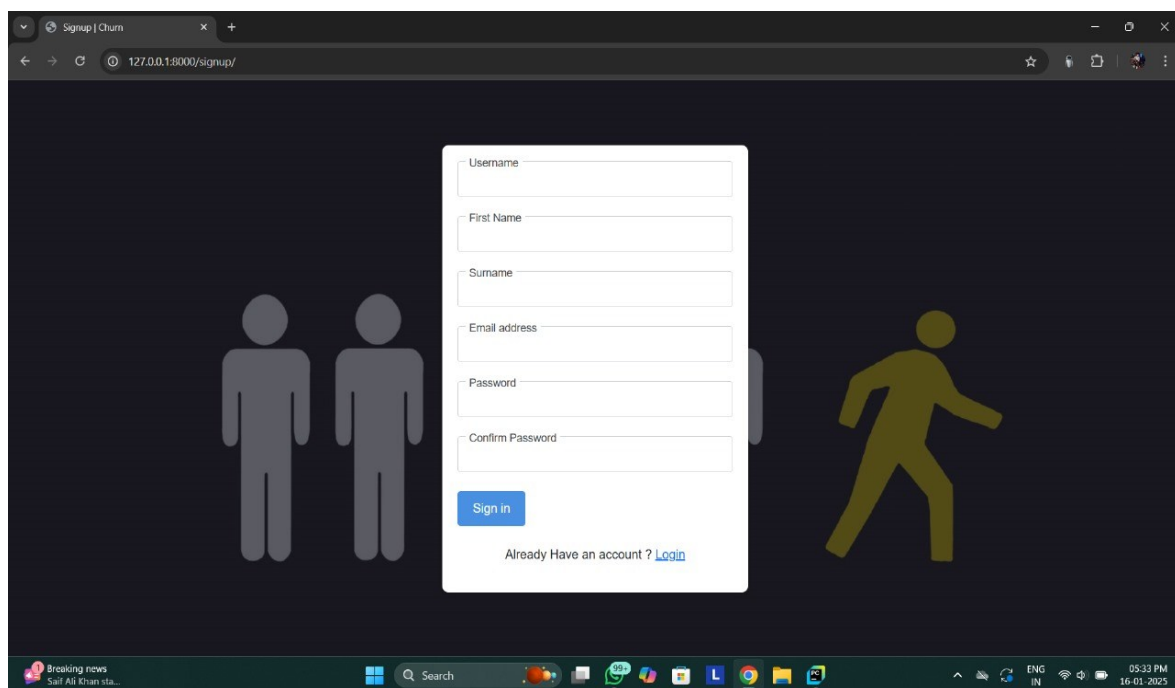 Signup | Churn
127.0.0.1:8000/signup/
Username
First Name
Surname
Email address
Password
Confirm Password
Sign in
Already Have an account ? Login
1
Breaking news
Saif Ali Khan sta...
Search
99+
L
PC
ENG
IN
05:33 PM
16-01-2025